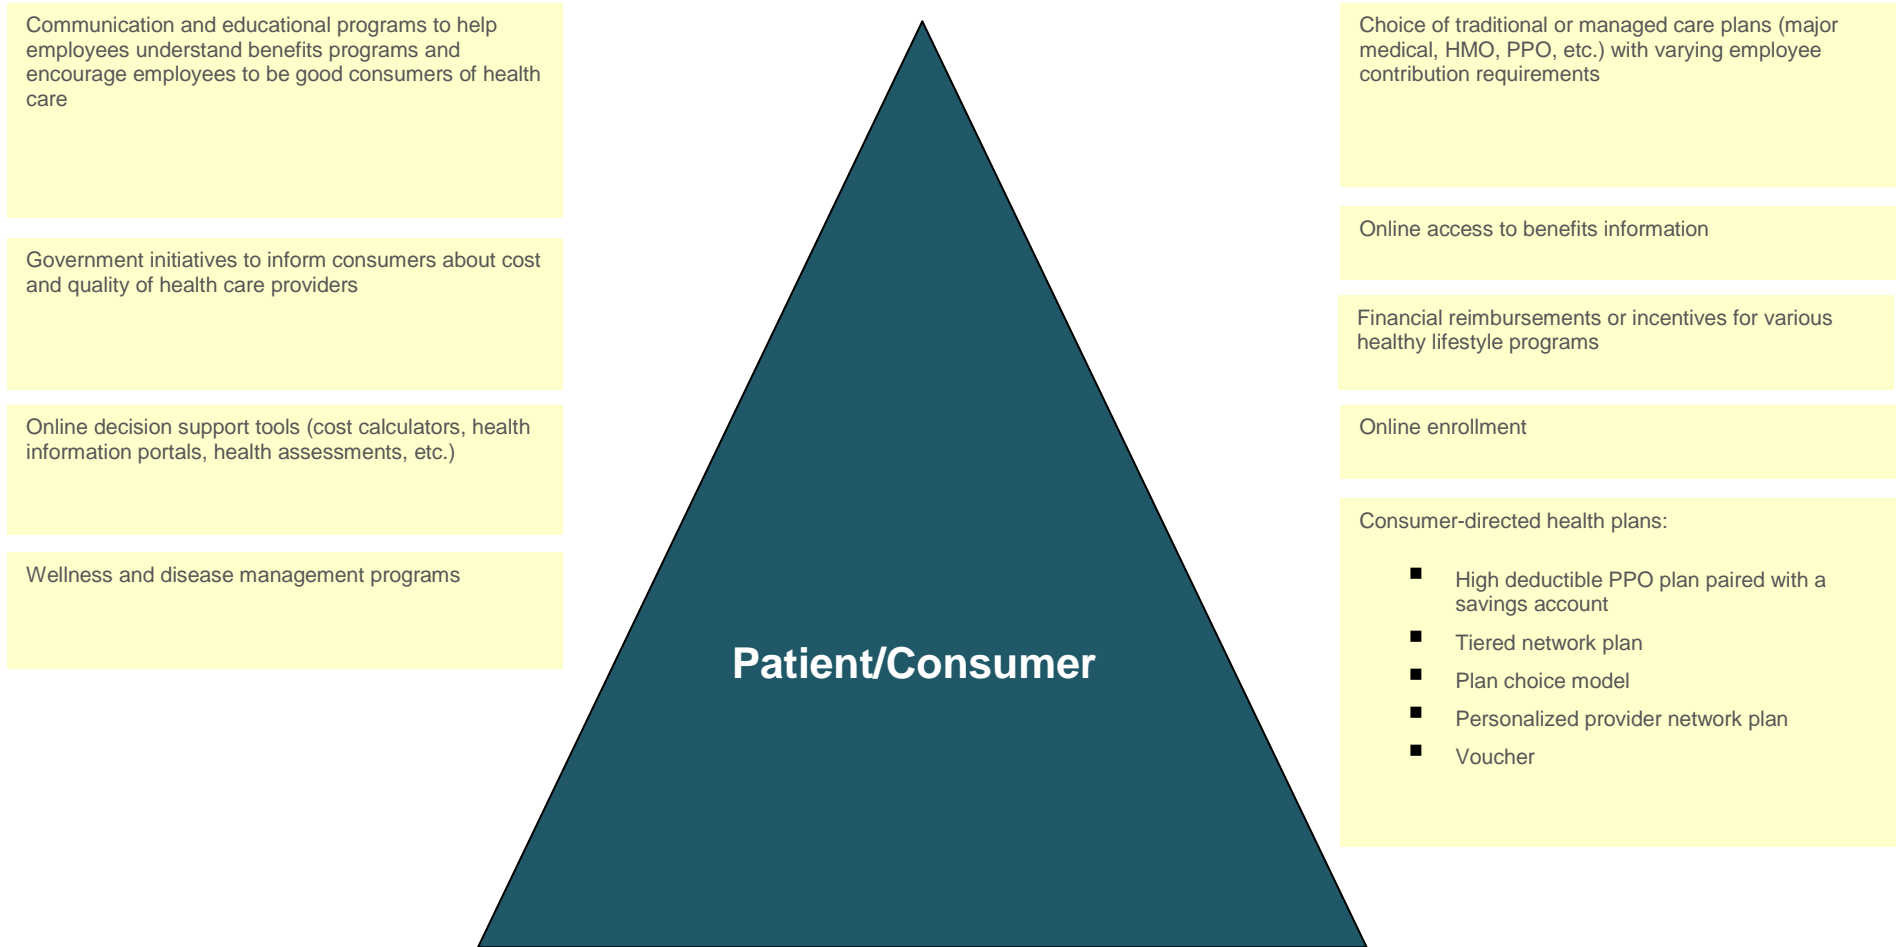 Communication and educational programs to help
employees understand benefits programs and
encourage employees to be good consumers of health
care
Government initiatives to inform consumers about cost
and quality of health care providers
Online decision support tools (cost calculators, health
information portals, health assessments, etc.)
Wellness and disease management programs
Patient/Consumer
Choice of traditional or managed care plans (major
medical, HMO, PPO, etc.) with varying employee
contribution requirements
Online access to benefits information
Financial reimbursements or incentives for various
healthy lifestyle programs
Online enrollment
Consumer-directed health plans:
■ High deductible PPO plan paired with a
savings account
■ Tiered network plan
■ Plan choice model
■ Personalized provider network plan
■ Voucher